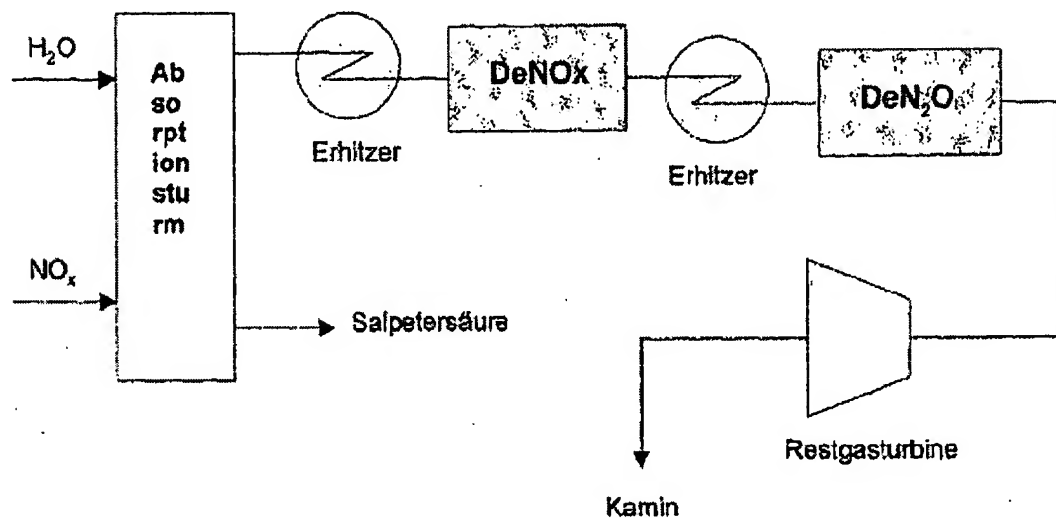 H₂O
Ab
so
rpt
ion
stu
rm
NOₓ
Salpetersäure
Erhitzer
DeNOx
Erhitzer
DeN₂O
Restgasturbine
Kamin